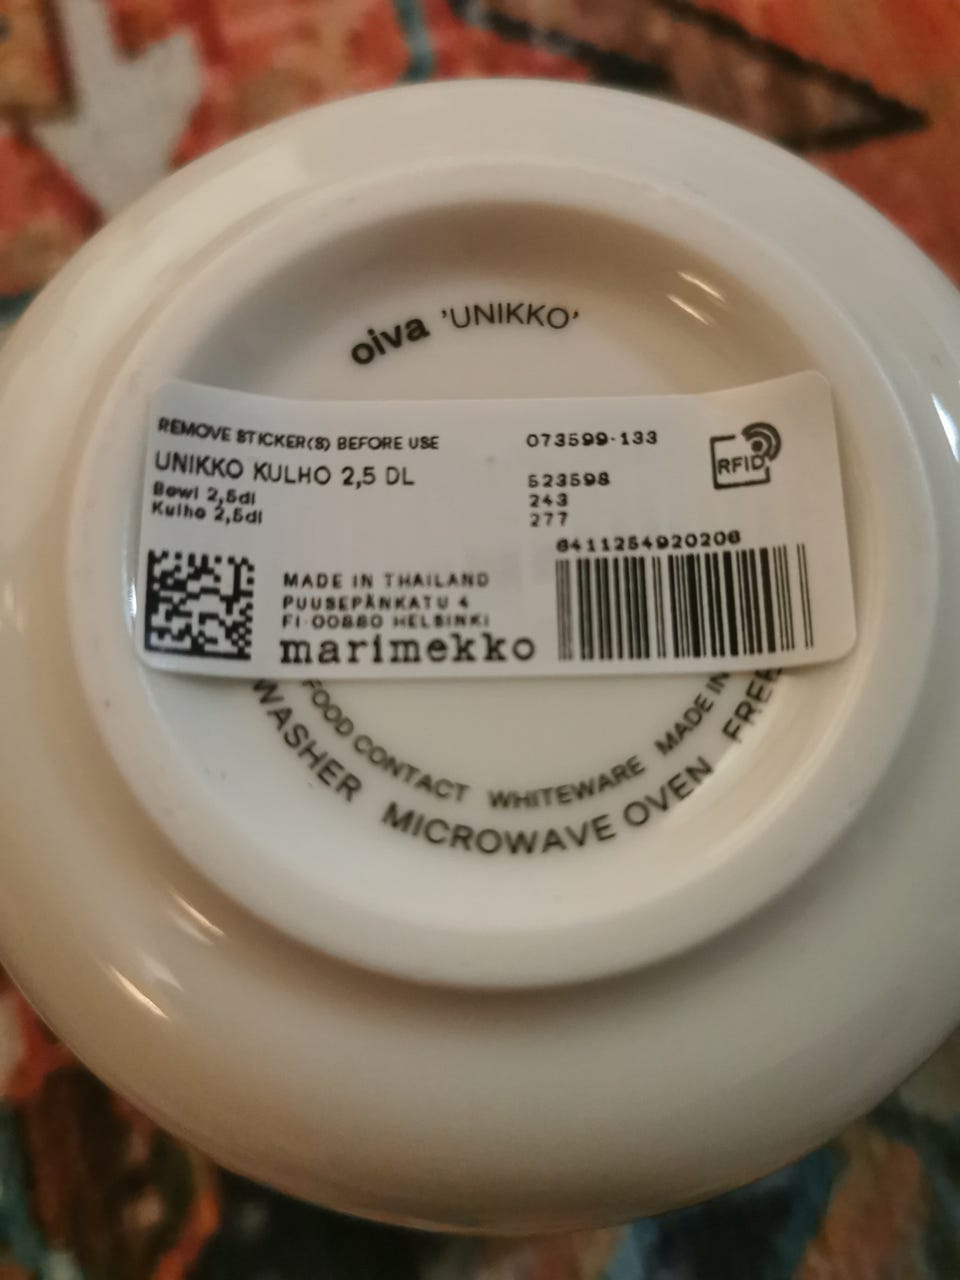 oiva 'UNIKKO'
REMOVE STICKER(S) BEFORE USE
UNIKKO KULHO 2,5 DL
Bowl 2,5dl
Kulho 2,5dl
073599-133
523598
243
277
RFID
6411254920206
MADE IN THAILAND
PUUSEPÄNKATU 4
FI-00880 HELSINKI
marimekko
FOOD CONTACT WHITEWARE MADE IN
WASHER MICROWAVE OVEN FREE